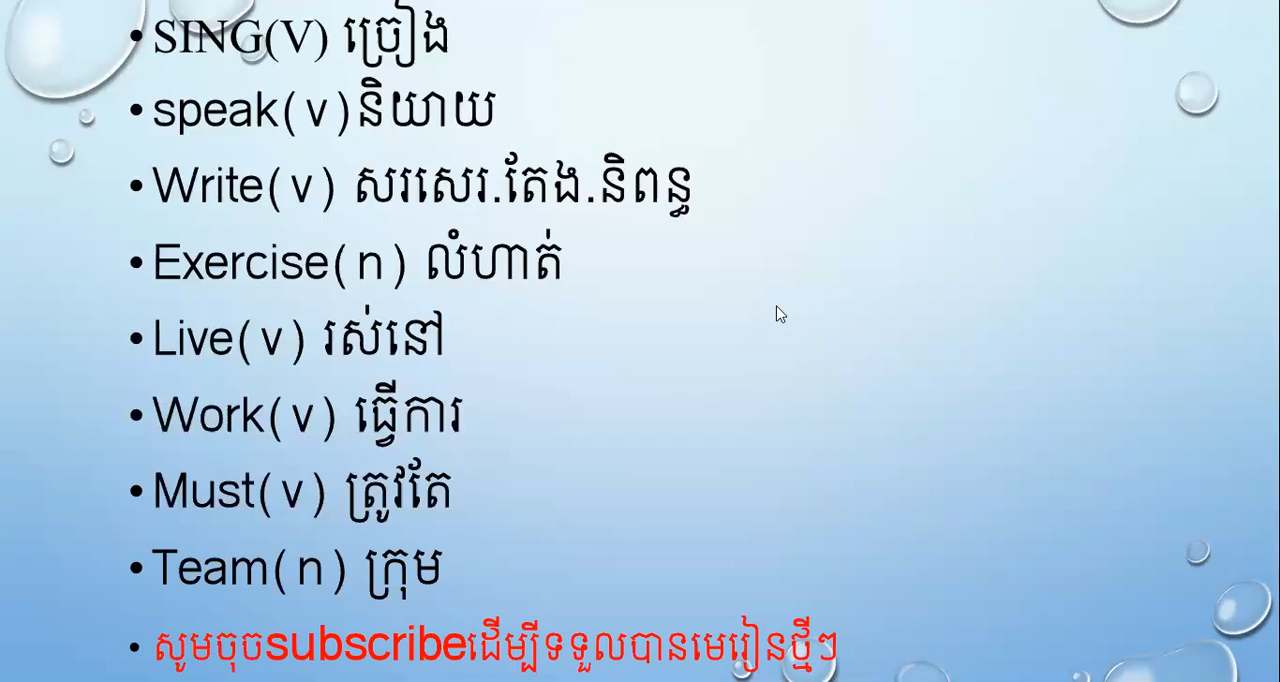 • SING(V) ច្រៀង
• speak(v)និយាយ
• Write(v) សរសេរ.តែង.និពន្ធ
• Exercise(n) លំហាត់
• Live(v) រស់នៅ
• Work(v) ធ្វើការ
• Must(v) ត្រូវតែ
• Team(n) ក្រុម
• សូមចុចsubscribeដើម្បីទទួលបានមេរៀនថ្មីៗ